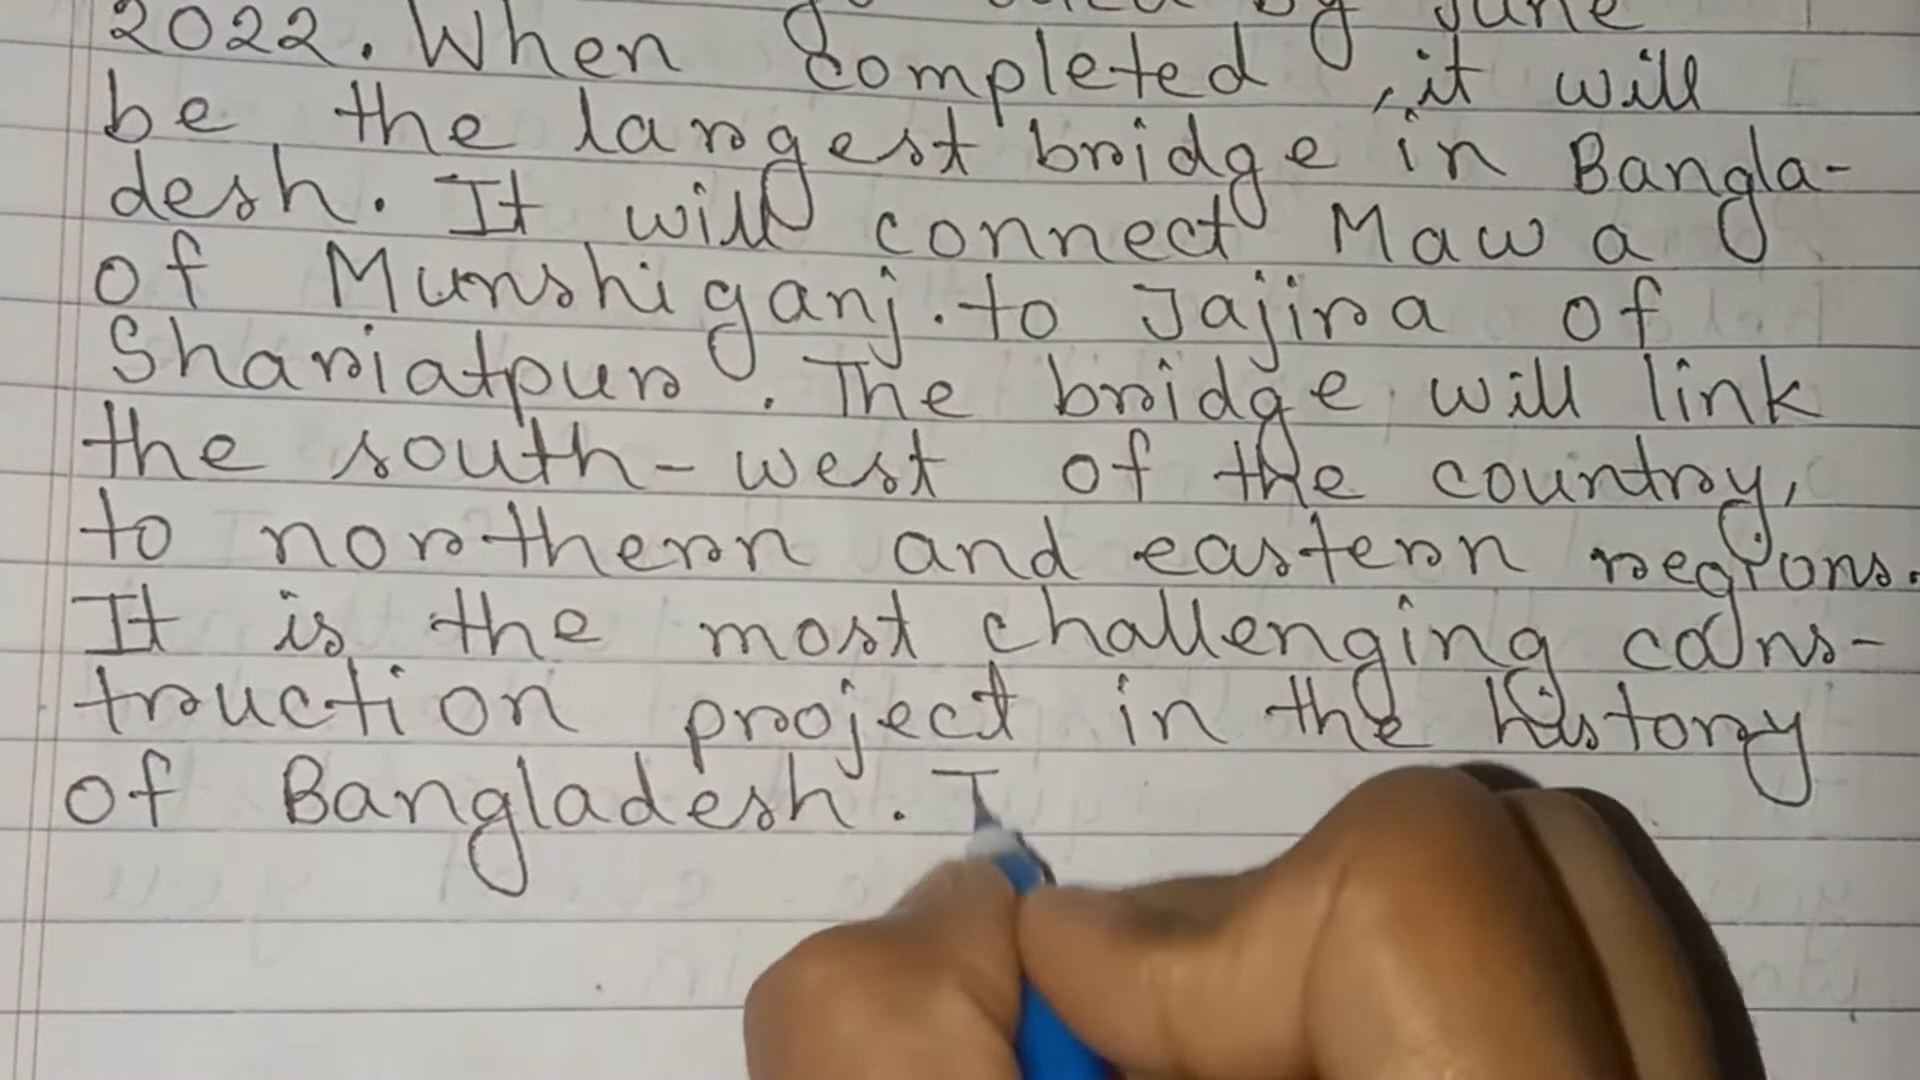 by June
2022. When completed, it will
be the largest bridge in Bangla-
desh. It will connect Mawa
of Munshiganj. to Jajira of
Shariatpur. The bridge will link
the south-west of the country,
to northern and eastern regions.
It is the most challenging cons-
truction project in the history
of Bangladesh. T